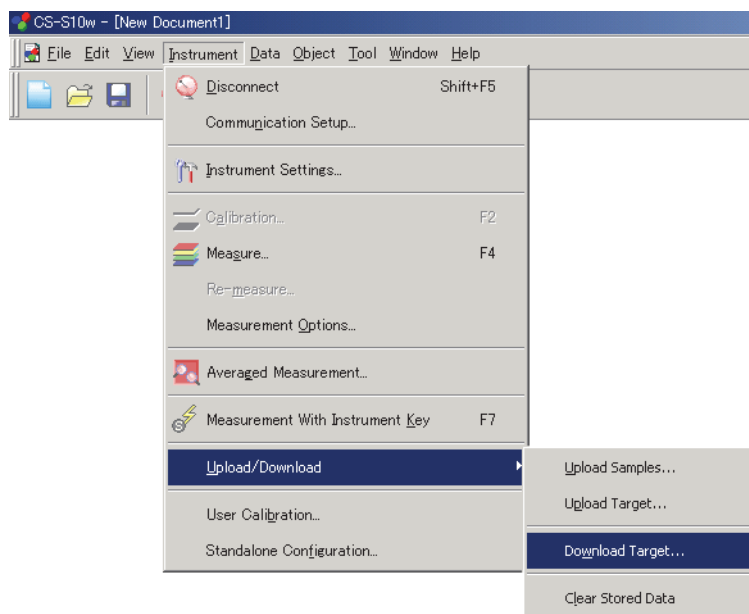 CS-S10w - [New Document1]
File Edit View Instrument Data Object Tool Window Help
Disconnect Shift+F5
Communication Setup...
Instrument Settings...
Calibration... F2
Measure... F4
Re-measure...
Measurement Options...
Averaged Measurement...
Measurement With Instrument Key F7
Upload/Download
User Calibration...
Standalone Configuration...
Upload Samples...
Upload Target...
Download Target...
Clear Stored Data